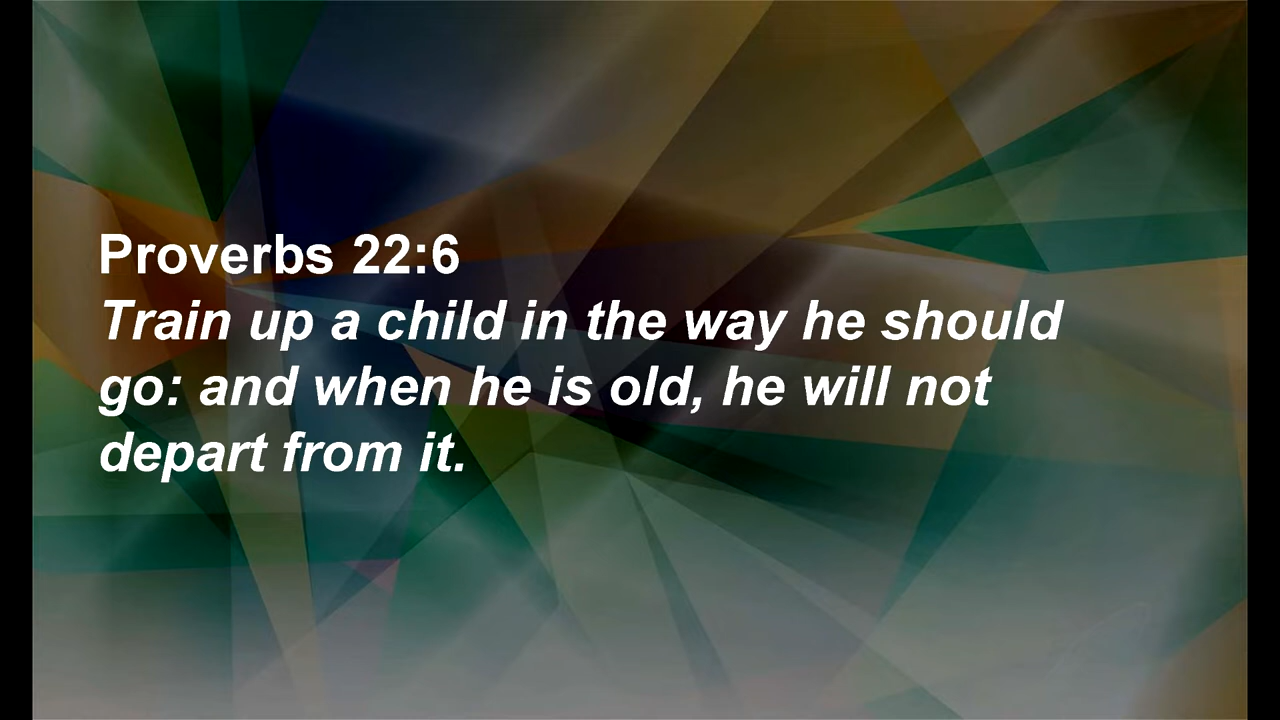 Proverbs 22:6
Train up a child in the way he should
go: and when he is old, he will not
depart from it.